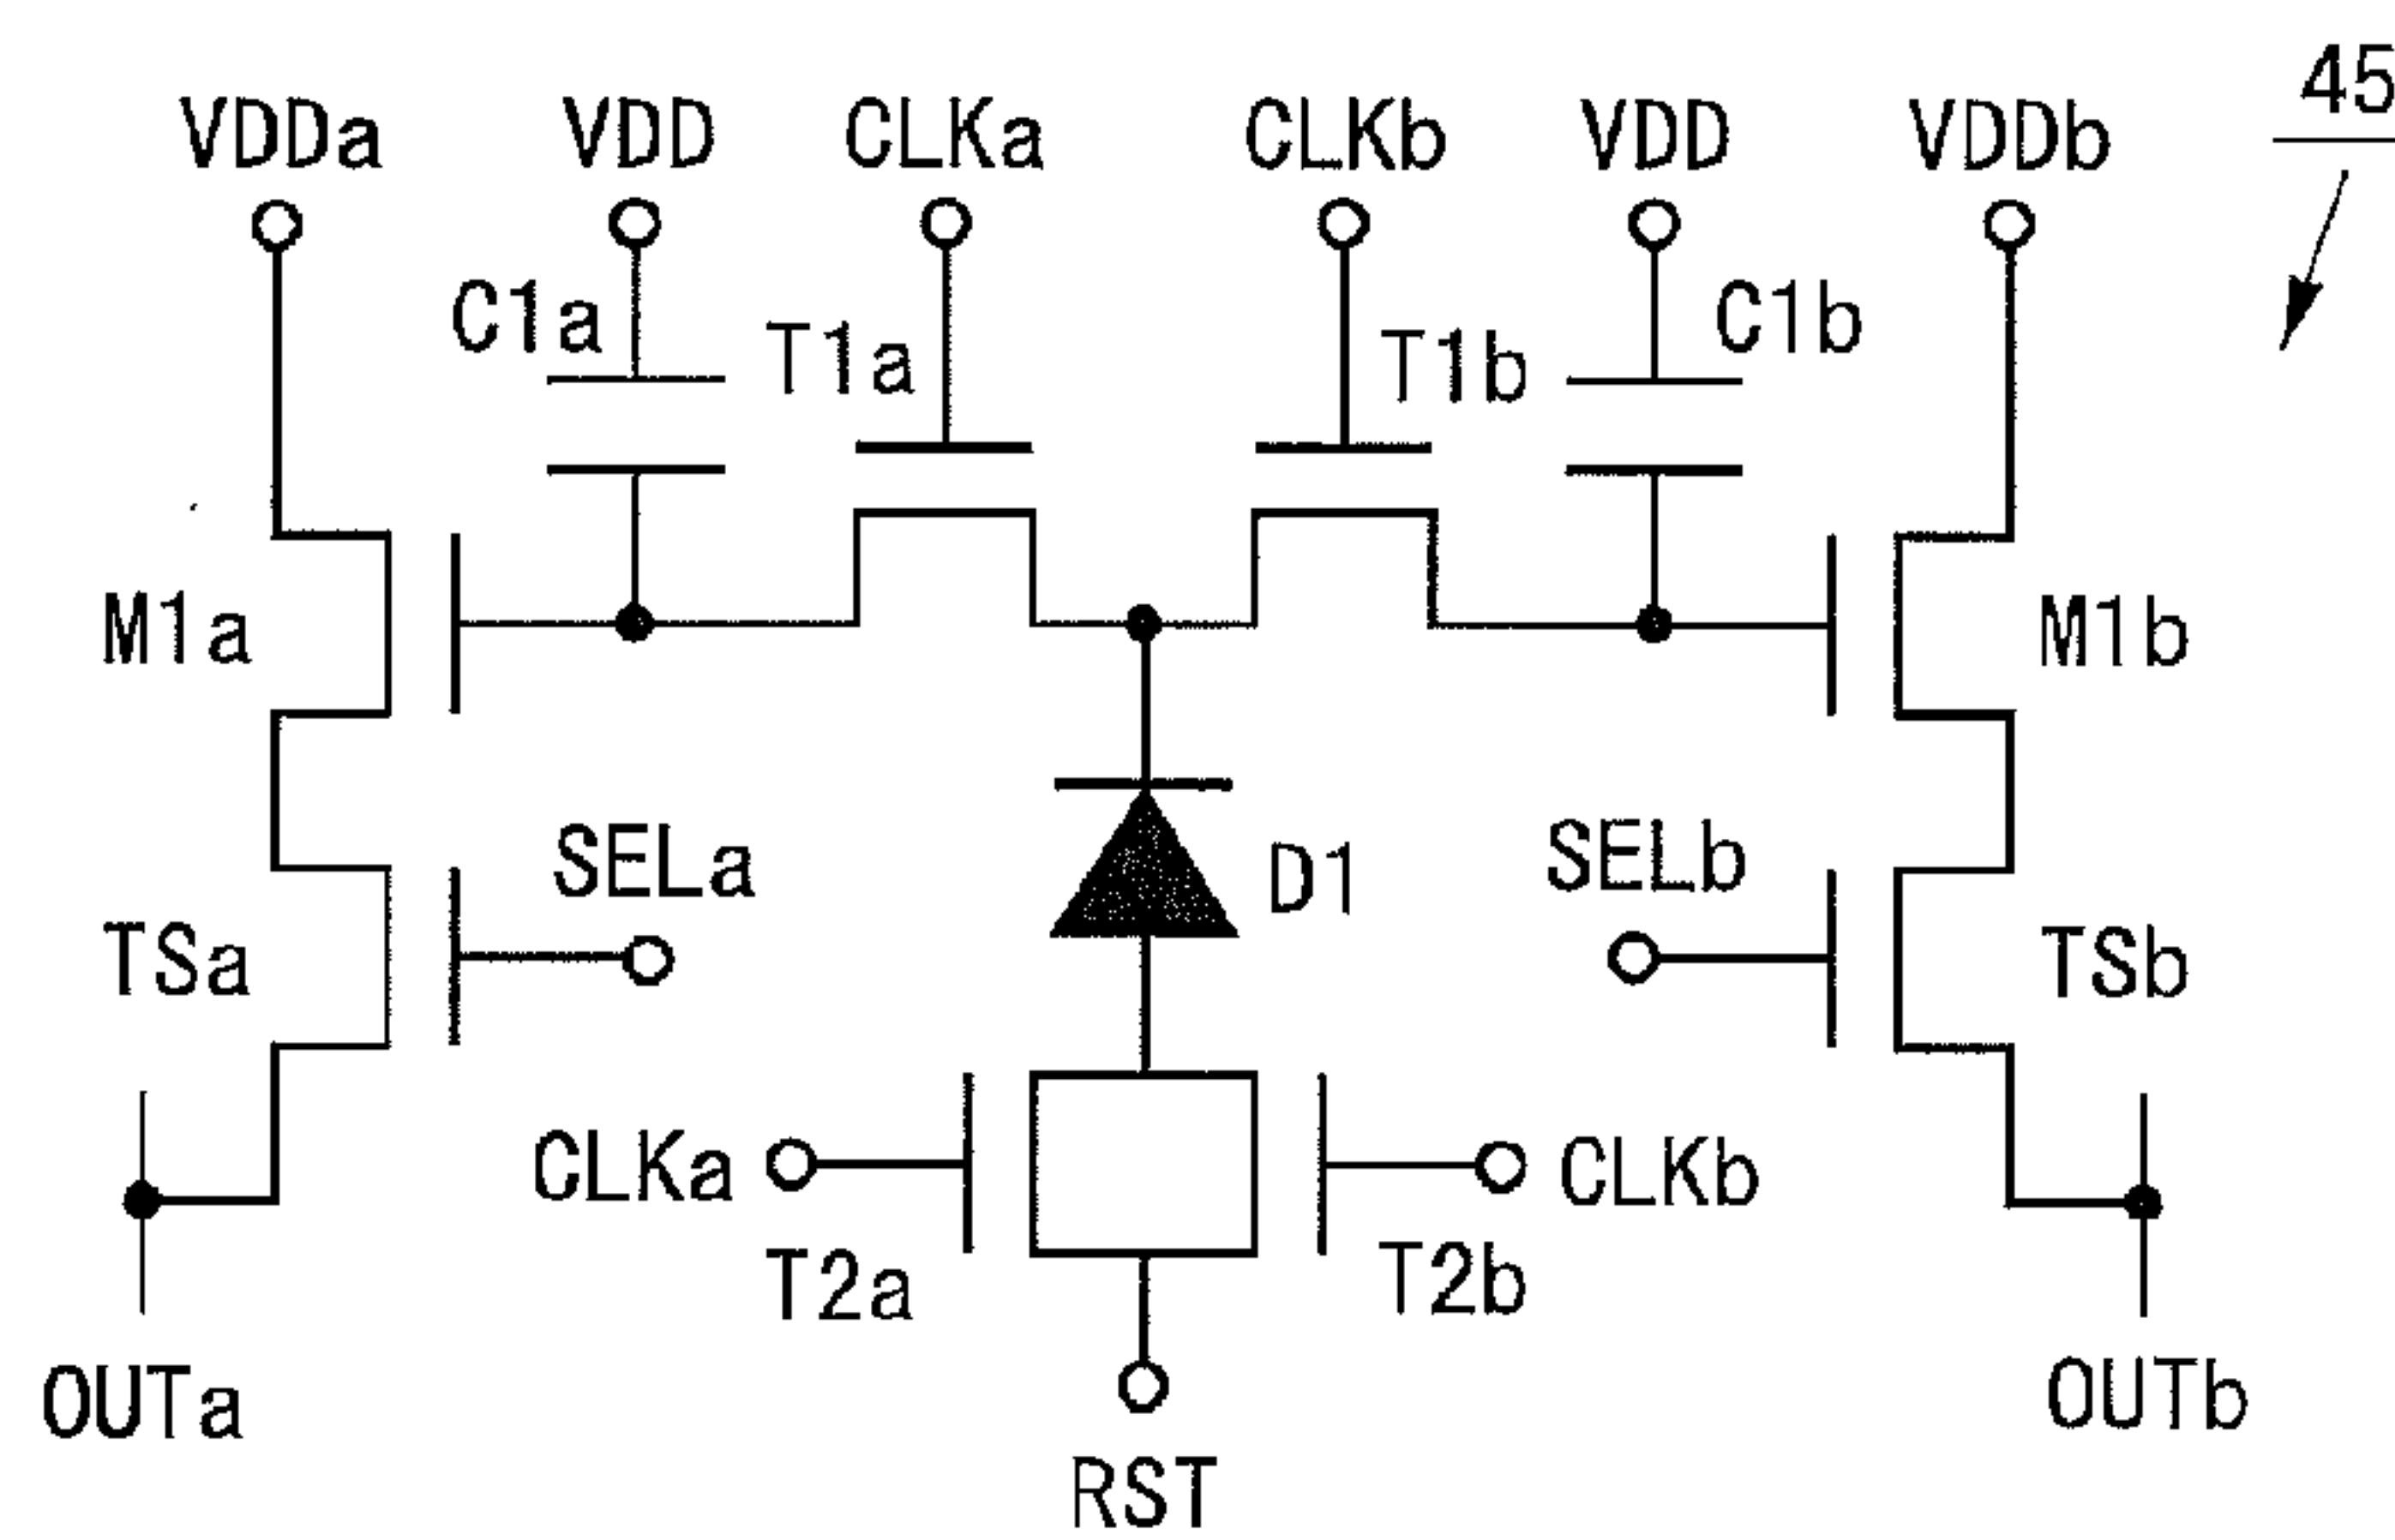 45
VDDa VDD CLKa CLKb VDD VDDb
C1a T1a T1b C1b
M1a M1b
SELa D1 SELb
TSa TSb
CLKa CLKb
T2a T2b
OUTa OUTb
RST